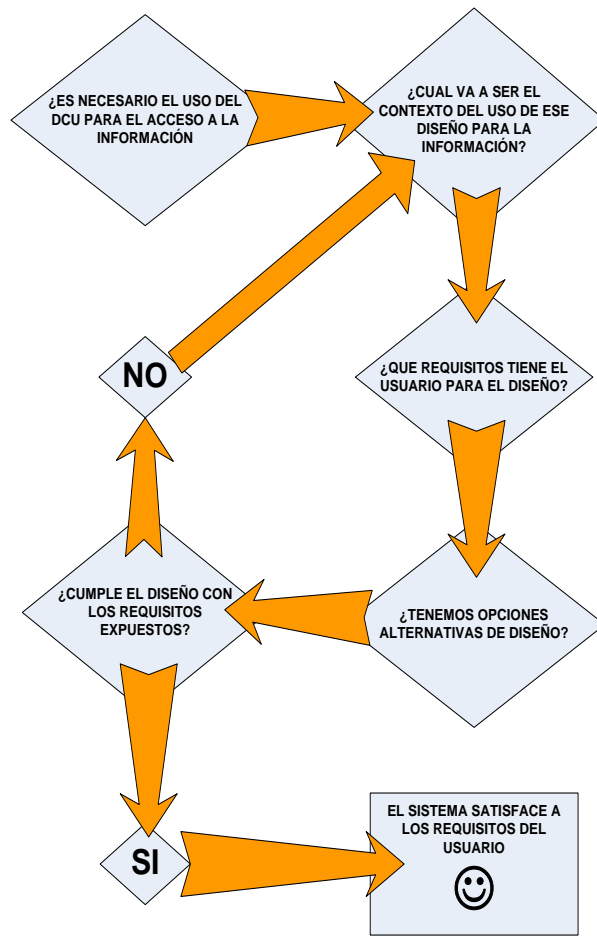 ¿ES NECESARIO EL USO DEL
DCU PARA EL ACCESO A LA
INFORMACIÓN
¿CUAL VA A SER EL
CONTEXTO DEL USO DE ESE
DISEÑO PARA LA
INFORMACIÓN?
¿QUE REQUISITOS TIENE EL
USUARIO PARA EL DISEÑO?
¿TENEMOS OPCIONES
ALTERNATIVAS DE DISEÑO?
¿CUMPLE EL DISEÑO CON
LOS REQUISITOS
EXPUESTOS?
NO
SI
EL SISTEMA SATISFACE A
LOS REQUISITOS DEL
USUARIO